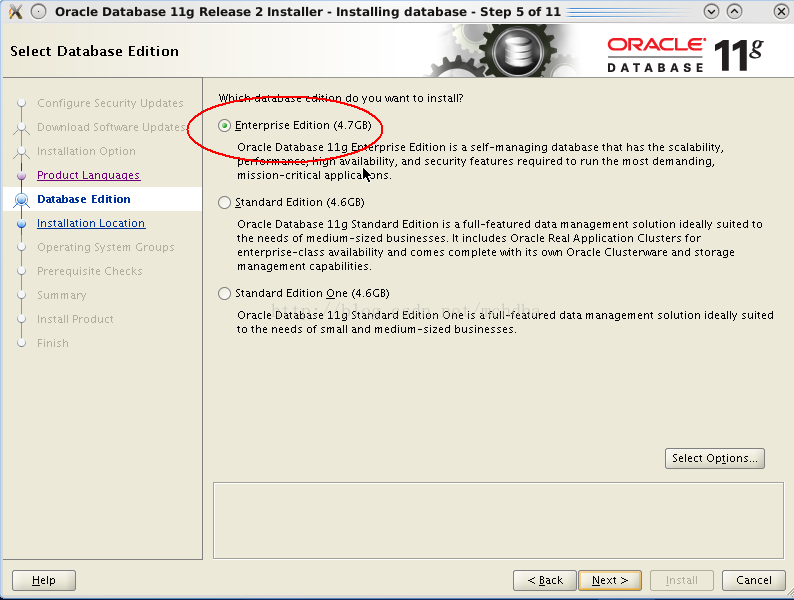 Oracle Database 11g Release 2 Installer - Installing database - Step 5 of 11
Select Database Edition
ORACLE
DATABASE
11g
Configure Security Updates
Download Software Updates
Installation Option
Product Languages
Database Edition
Installation Location
Operating System Groups
Prerequisite Checks
Summary
Install Product
Finish
Which database edition do you want to install?
Enterprise Edition (4.7GB)
Oracle Database 11g Enterprise Edition is a self-managing database that has the scalability,
performance, high availability, and security features required to run the most demanding,
mission-critical applications.
Standard Edition (4.6GB)
Oracle Database 11g Standard Edition is a full-featured data management solution ideally suited to
the needs of medium-sized businesses. It includes Oracle Real Application Clusters for
enterprise-class availability and comes complete with its own Oracle Clusterware and storage
management capabilities.
Standard Edition One (4.6GB)
Oracle Database 11g Standard Edition One is a full-featured data management solution ideally suited
to the needs of small and medium-sized businesses.
Select Options...
Help
< Back
Next >
Install
Cancel